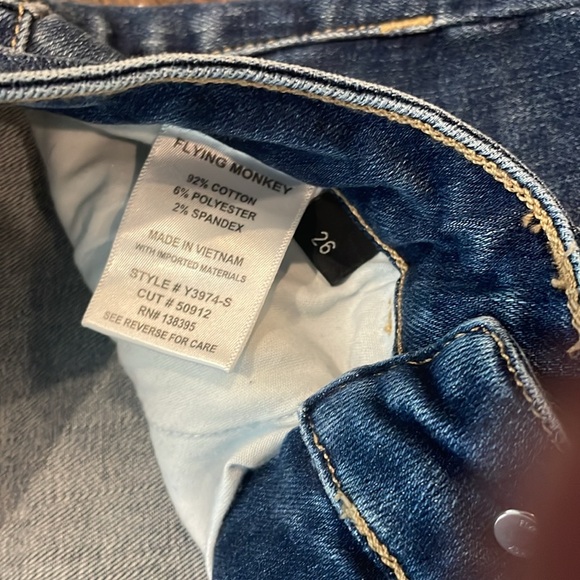 FLYING MONKEY
92% COTTON
6% POLYESTER
2% SPANDEX
MADE IN VIETNAM
WITH IMPORTED MATERIALS
STYLE # Y3974-S
CUT # 50912
RN# 138395
SEE REVERSE FOR CARE
26